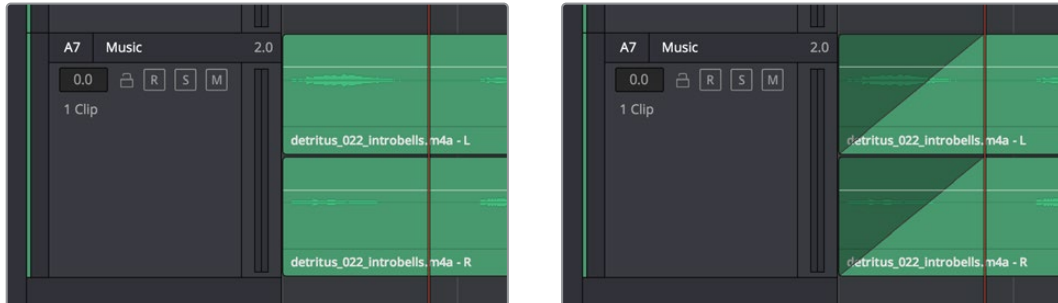 A7 Music 2.0
0.0 R S M
1 Clip
detritus_022_introbells.m4a - L
detritus_022_introbells.m4a - R
A7 Music 2.0
0.0 R S M
1 Clip
detritus_022_introbells.m4a - L
detritus_022_introbells.m4a - R